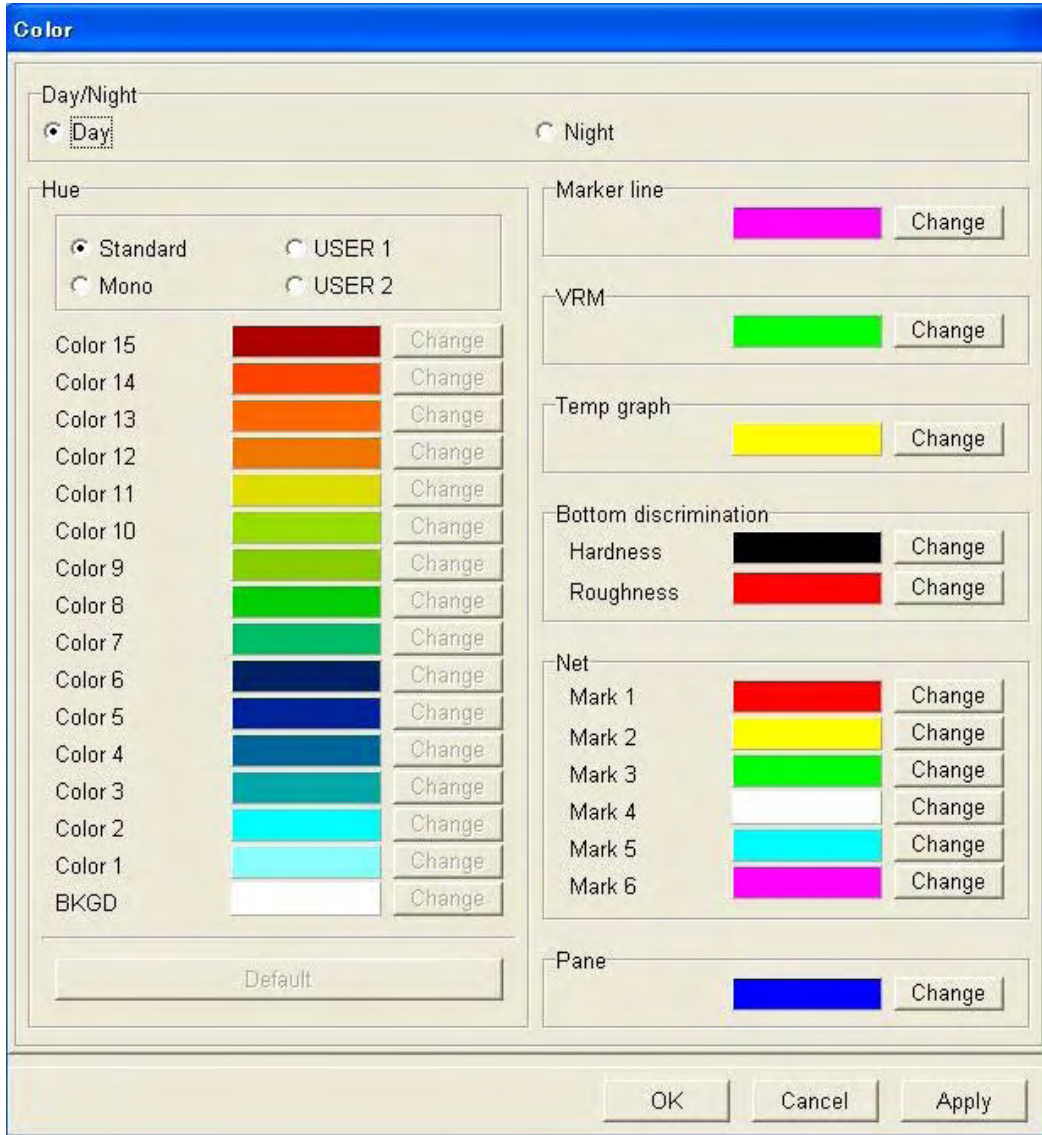 Color
Day/Night
Day
Night
Hue
Standard
USER 1
Mono
USER 2
Color 15 Change
Color 14 Change
Color 13 Change
Color 12 Change
Color 11 Change
Color 10 Change
Color 9 Change
Color 8 Change
Color 7 Change
Color 6 Change
Color 5 Change
Color 4 Change
Color 3 Change
Color 2 Change
Color 1 Change
BKGD Change
Default
Marker line
Change
VRM
Change
Temp graph
Change
Bottom discrimination
Hardness Change
Roughness Change
Net
Mark 1 Change
Mark 2 Change
Mark 3 Change
Mark 4 Change
Mark 5 Change
Mark 6 Change
Pane
Change
OK Cancel Apply